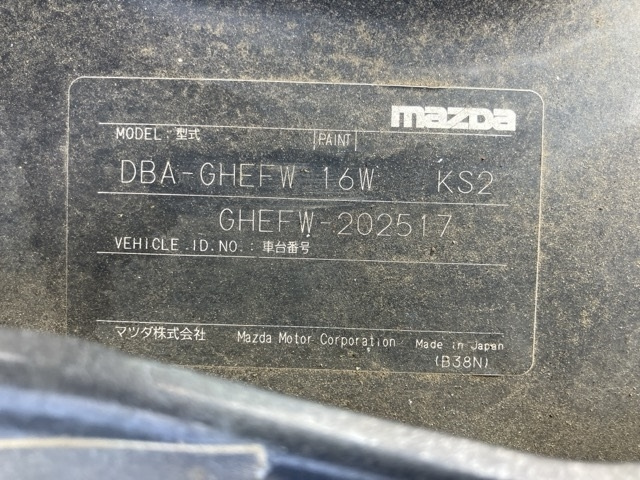 mazda
MODEL:型式 PAINT
DBA-GHEFW 16W KS2
GHEFW-202517
VEHICLE.ID.NO.:車台番号
マツダ株式会社 Mazda Motor Corporation Made in Japan
(B38N)